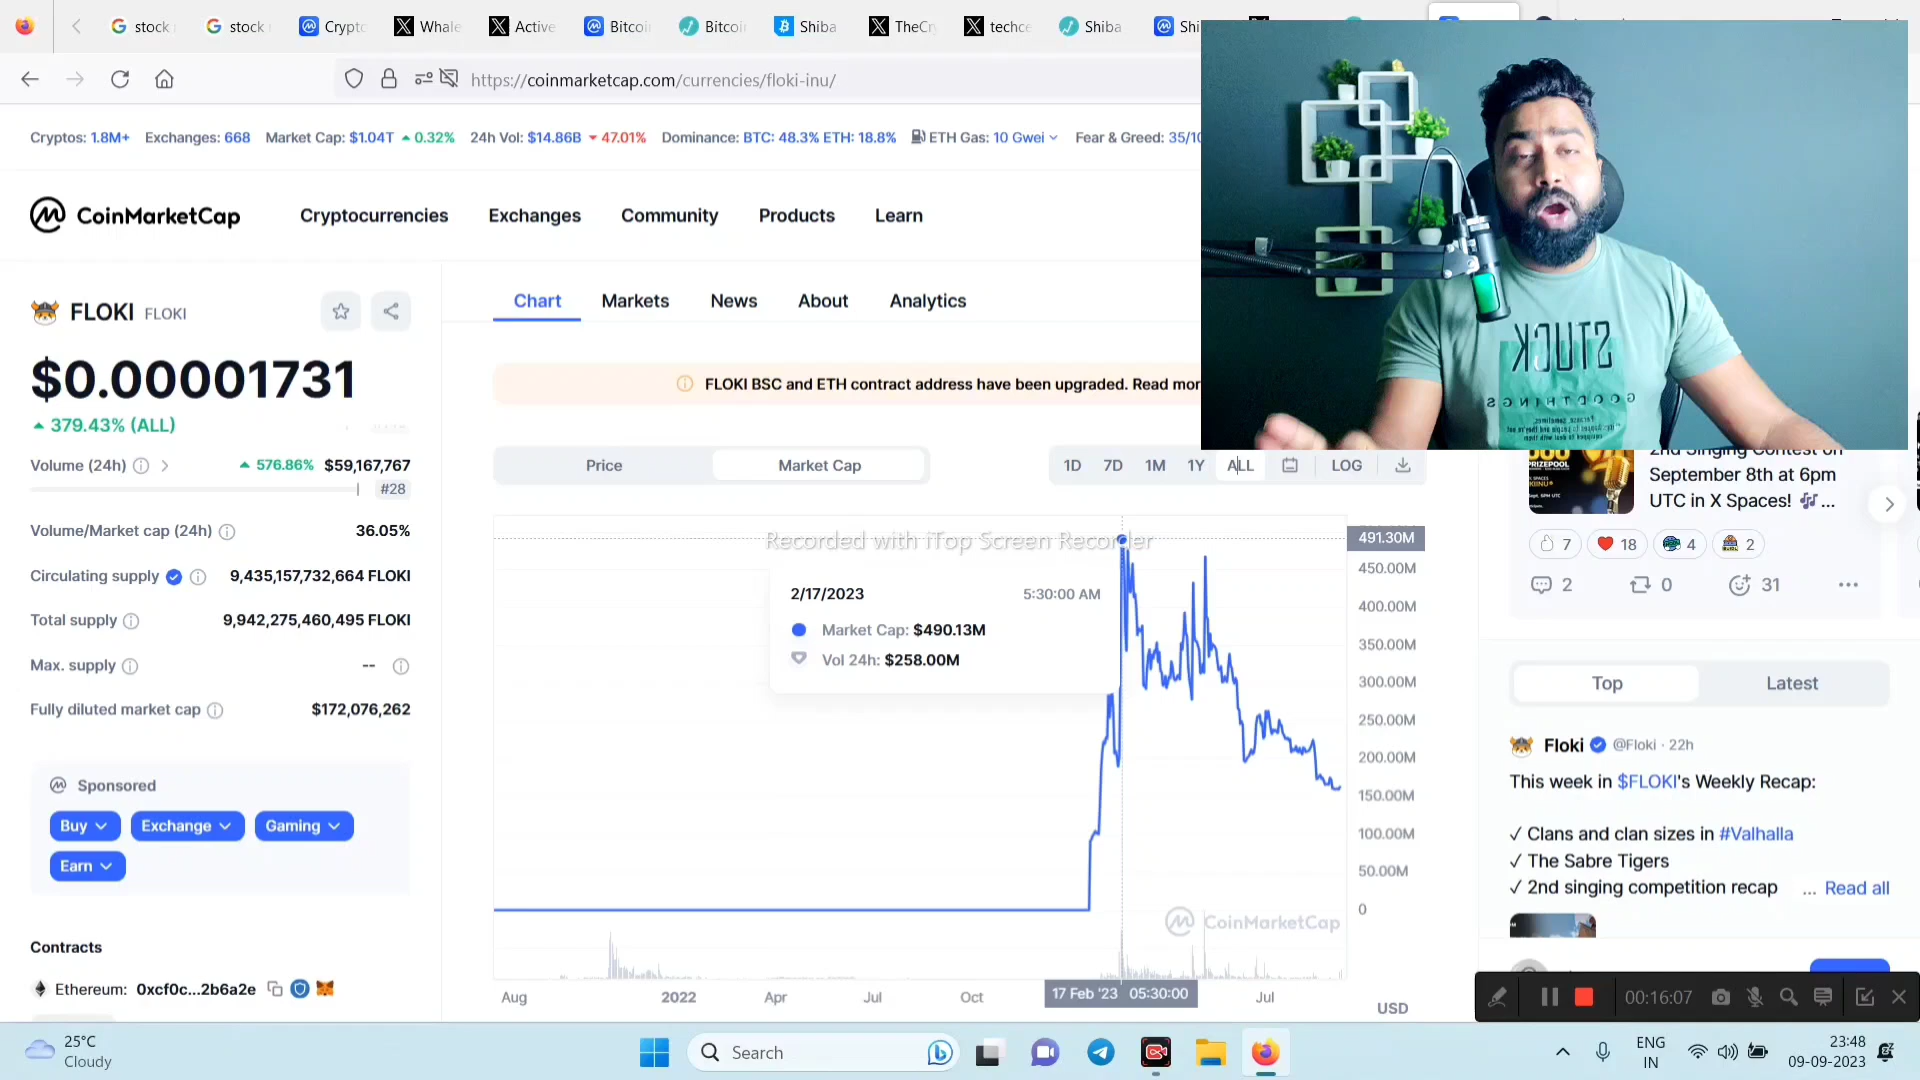 stock
stock
Crypto
Whale
Active
Bitcoi
Bitcoi
Shiba
TheCr
techce
Shiba
Shi
https://coinmarketcap.com/currencies/floki-inu/
Cryptos: 1.8M+ Exchanges: 668 Market Cap: $1.04T 0.32% 24h Vol: $14.86B 47.01% Dominance: BTC: 48.3% ETH: 18.8% ETH Gas: 10 Gwei Fear & Greed: 35/10
CoinMarketCap
Cryptocurrencies Exchanges Community Products Learn
FLOKI FLOKI
$0.00001731
379.43% (ALL)
Volume (24h) 576.86% $59,167,767
#28
Volume/Market cap (24h) 36.05%
Circulating supply 9,435,157,732,664 FLOKI
Total supply 9,942,275,460,495 FLOKI
Max. supply --
Fully diluted market cap $172,076,262
Sponsored
Buy Exchange Gaming
Earn
Contracts
Ethereum: 0xcf0c...2b6a2e
Chart Markets News About Analytics
FLOKI BSC and ETH contract address have been upgraded. Read mor
Price Market Cap
1D 7D 1M 1Y ALL LOG
Recorded with iTop Screen Recorder
2/17/2023 5:30:00 AM
Market Cap: $490.13M
Vol 24h: $258.00M
491.30M
450.00M
400.00M
350.00M
300.00M
250.00M
200.00M
150.00M
100.00M
50.00M
0
CoinMarketCap
Aug 2022 Apr Jul Oct 17 Feb '23 05:30:00 Jul
USD
STUCK
GOODTHINGS
PRIZEPOOL
2nd Singing Contest on
September 8th at 6pm
UTC in X Spaces! 🎶...
7 18 4 2
2 0 31 ...
Top Latest
Floki @Floki · 22h
This week in $FLOKI's Weekly Recap:
✓ Clans and clan sizes in #Valhalla
✓ The Sabre Tigers
✓ 2nd singing competition recap ... Read all
00:16:07
25°C
Cloudy
Search
ENG
IN
23:48
09-09-2023